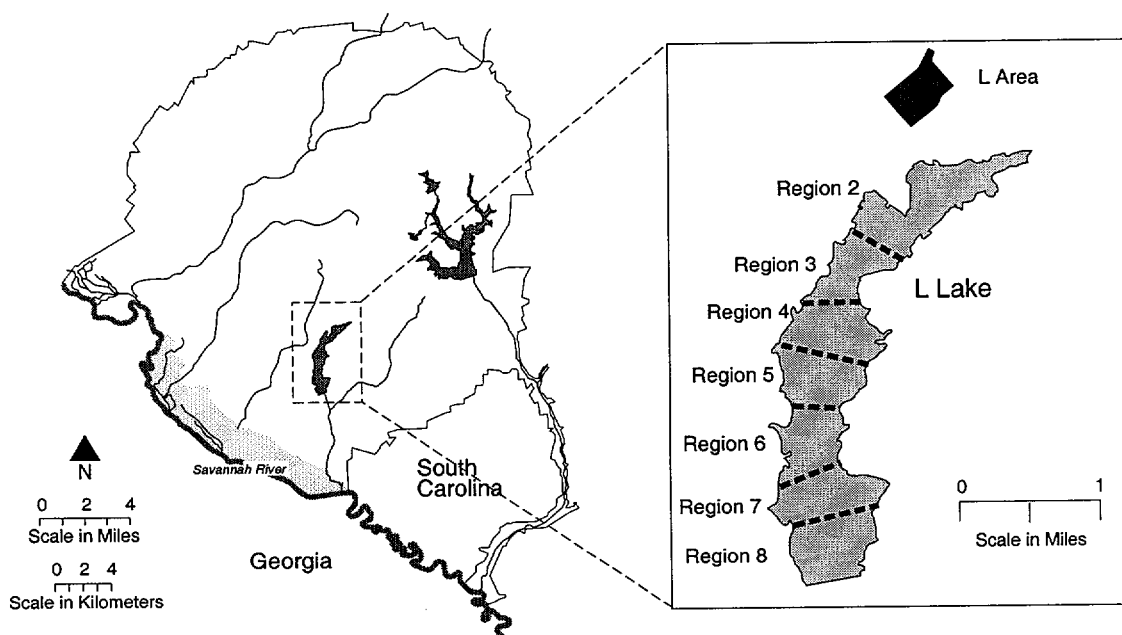 L Area
Region 2
Region 3
L Lake
Region 4
Region 5
Region 6
Region 7
Region 8
0 1
Scale in Miles
N
0 2 4
Scale in Miles
0 2 4
Scale in Kilometers
Savannah River
South
Carolina
Georgia